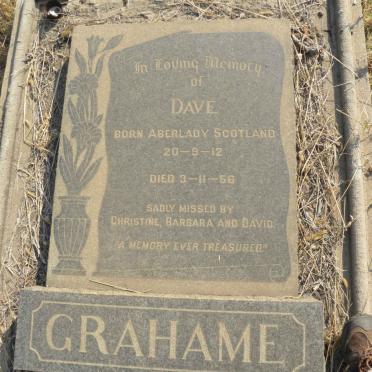 In Loving Memory
of
DAVE
BORN ABERLADY SCOTLAND
20-9-12
DIED 3-11-56
SADLY MISSED BY
CHRISTINE, BARBARA AND DAVID.
"A MEMORY EVER TREASURED."
GRAHAME